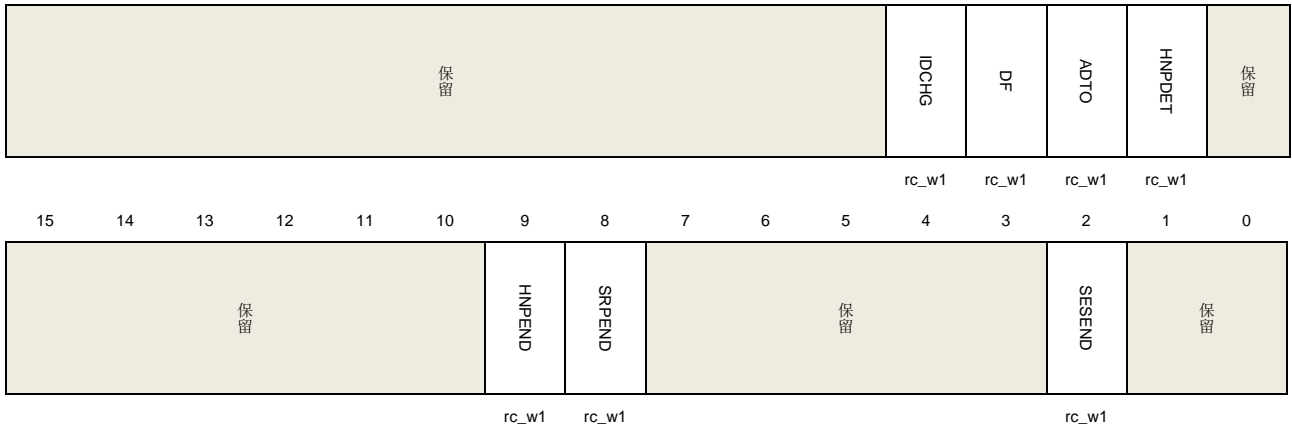 保留 IDCHG DF ADTO HNPDET 保留
rc_w1 rc_w1 rc_w1 rc_w1
15 14 13 12 11 10 9 8 7 6 5 4 3 2 1 0
保留 HNPEND SRPEND 保留 SESEND 保留
rc_w1 rc_w1 rc_w1